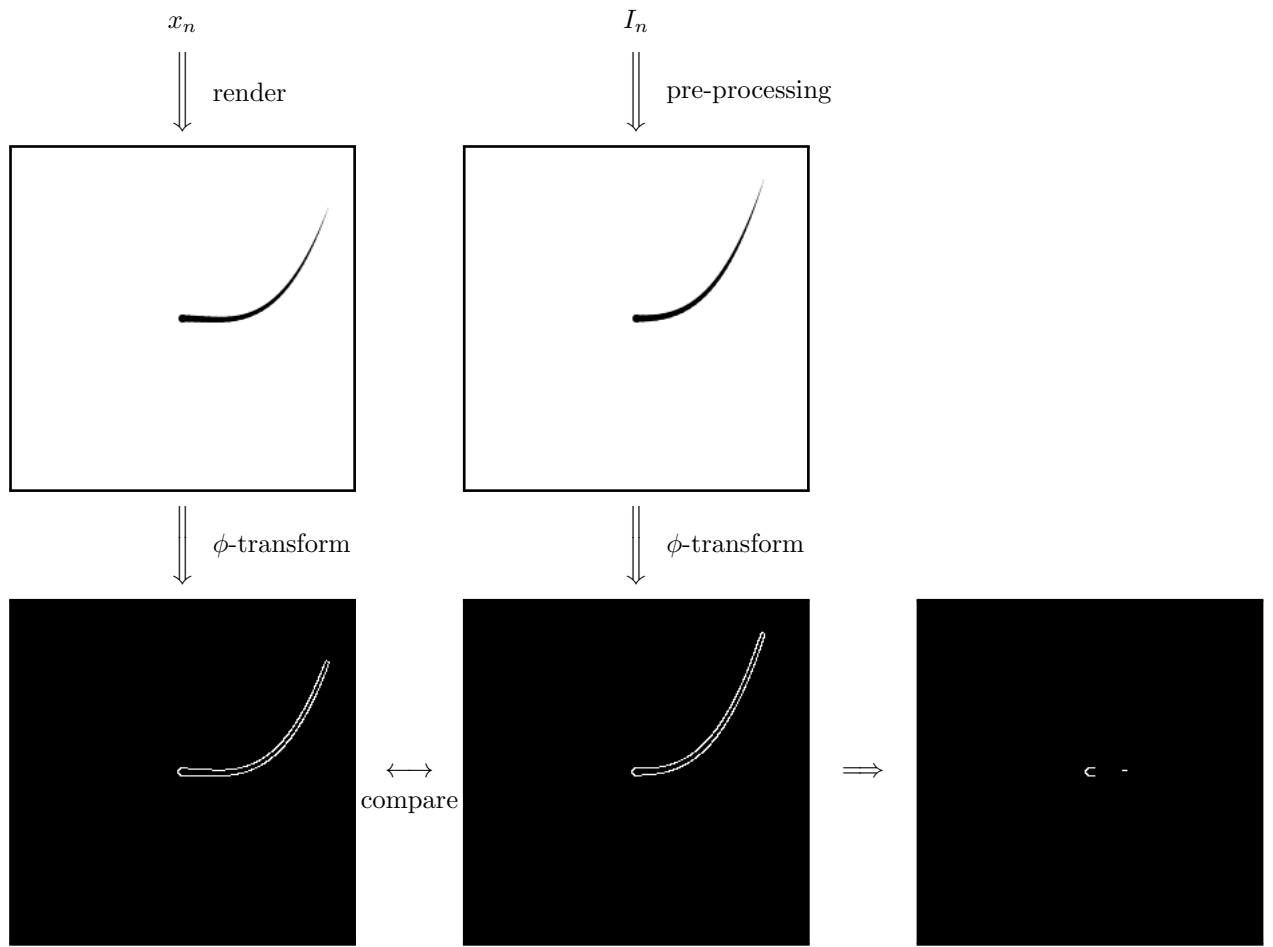 x_n
I_n
render
pre-processing
ϕ-transform
ϕ-transform
⟷
compare
⟹